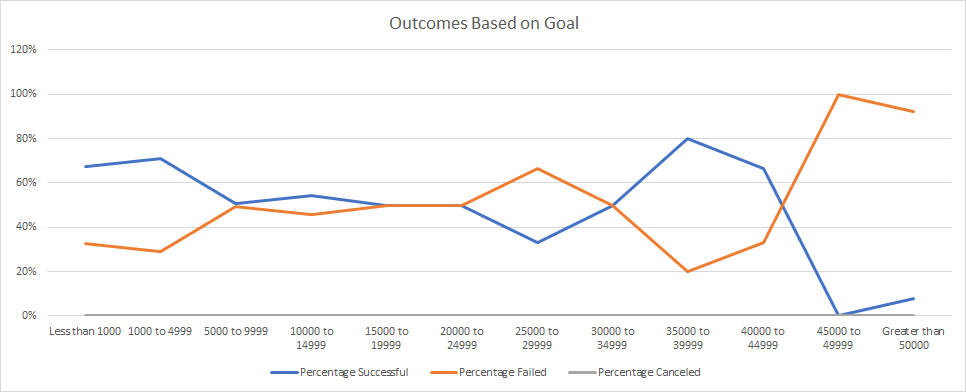 Outcomes Based on Goal
120%
100%
80%
60%
40%
20%
0%
Less than 1000 1000 to 4999 5000 to 9999 10000 to 15000 to 20000 to 25000 to 30000 to 35000 to 40000 to 45000 to Greater than
14999 19999 24999 29999 34999 39999 44999 49999 50000
Percentage Successful Percentage Failed Percentage Canceled